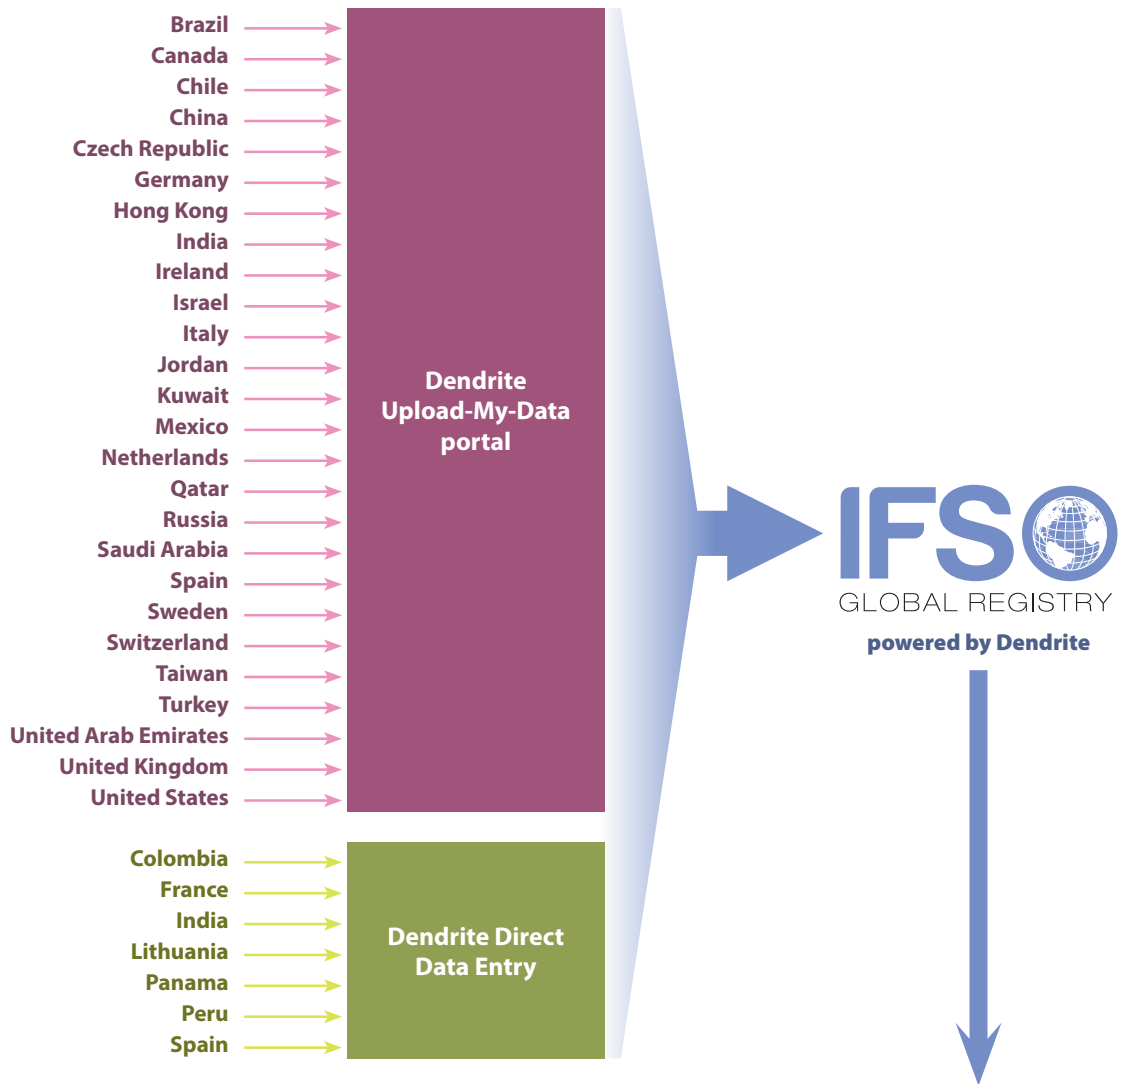 Brazil
Canada
Chile
China
Czech Republic
Germany
Hong Kong
India
Ireland
Israel
Italy
Jordan
Kuwait
Mexico
Netherlands
Qatar
Russia
Saudi Arabia
Spain
Sweden
Switzerland
Taiwan
Turkey
United Arab Emirates
United Kingdom
United States
Dendrite
Upload-My-Data
portal
Colombia
France
India
Lithuania
Panama
Peru
Spain
Dendrite Direct
Data Entry
IFSO
GLOBAL REGISTRY
powered by Dendrite